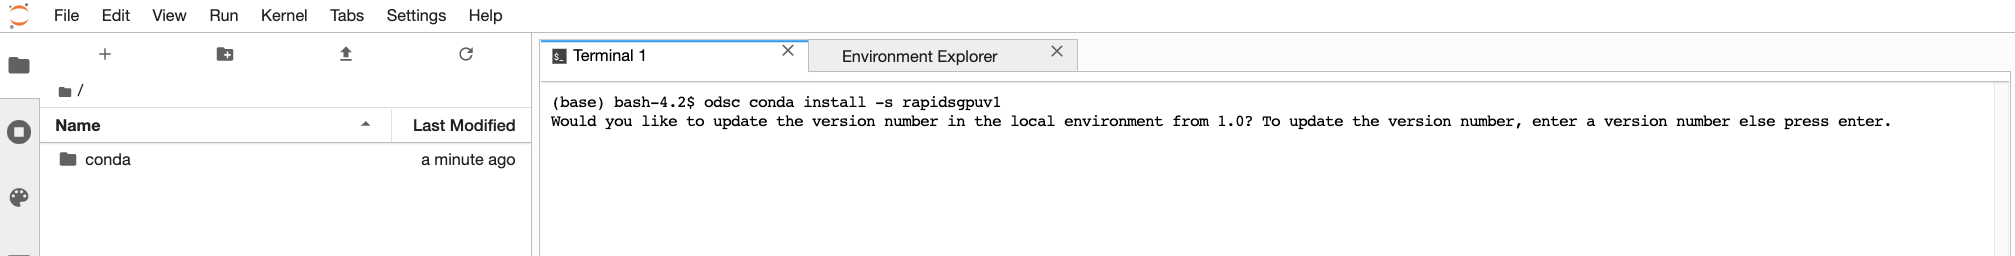 File Edit View Run Kernel Tabs Settings Help
Terminal 1
Environment Explorer
/
Name Last Modified
conda a minute ago
(base) bash-4.2$ odsc conda install -s rapidsgpuv1
Would you like to update the version number in the local environment from 1.0? To update the version number, enter a version number else press enter.